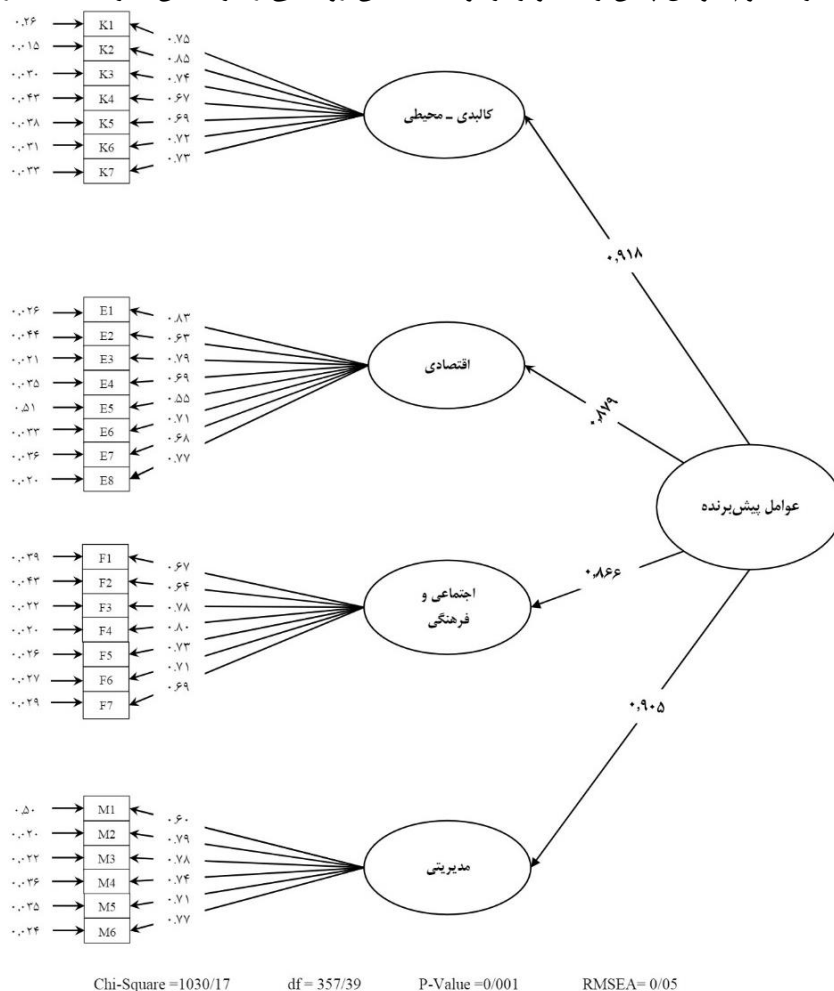 ۰.۲۶ K1 ۰.۷۵
۰.۰۱۵ K2 ۰.۸۵
۰.۰۳۰ K3 ۰.۷۴
۰.۰۴۳ K4 ۰.۶۷
۰.۰۳۸ K5 ۰.۶۹
۰.۰۳۱ K6 ۰.۷۲
۰.۰۳۳ K7 ۰.۷۳
کالبدی ـ محیطی
۰,۹۱۸
۰.۰۲۶ E1 ۰.۸۳
۰.۰۴۴ E2 ۰.۶۳
۰.۰۲۱ E3 ۰.۷۹
۰.۰۳۵ E4 ۰.۶۹
۰.۵۱ E5 ۰.۵۵
۰.۰۳۳ E6 ۰.۷۱
۰.۰۳۶ E7 ۰.۶۸
۰.۰۲۰ E8 ۰.۷۷
اقتصادی
۰,۸۷۹
عوامل پیش‌برنده
۰.۰۳۹ F1 ۰.۶۷
۰.۰۴۳ F2 ۰.۶۴
۰.۰۲۲ F3 ۰.۷۸
۰.۰۲۰ F4 ۰.۸۰
۰.۰۲۶ F5 ۰.۷۳
۰.۰۲۷ F6 ۰.۷۱
۰.۰۲۹ F7 ۰.۶۹
اجتماعی و
فرهنگی
۰,۸۶۶
۰.۵۰ M1 ۰.۶۰
۰.۰۲۰ M2 ۰.۷۹
۰.۰۲۲ M3 ۰.۷۸
۰.۰۳۶ M4 ۰.۷۴
۰.۰۳۵ M5 ۰.۷۱
۰.۰۲۴ M6 ۰.۷۷
مدیریتی
۰,۹۰۵
Chi-Square =1030/17 df = 357/39 P-Value =0/001 RMSEA= 0/05